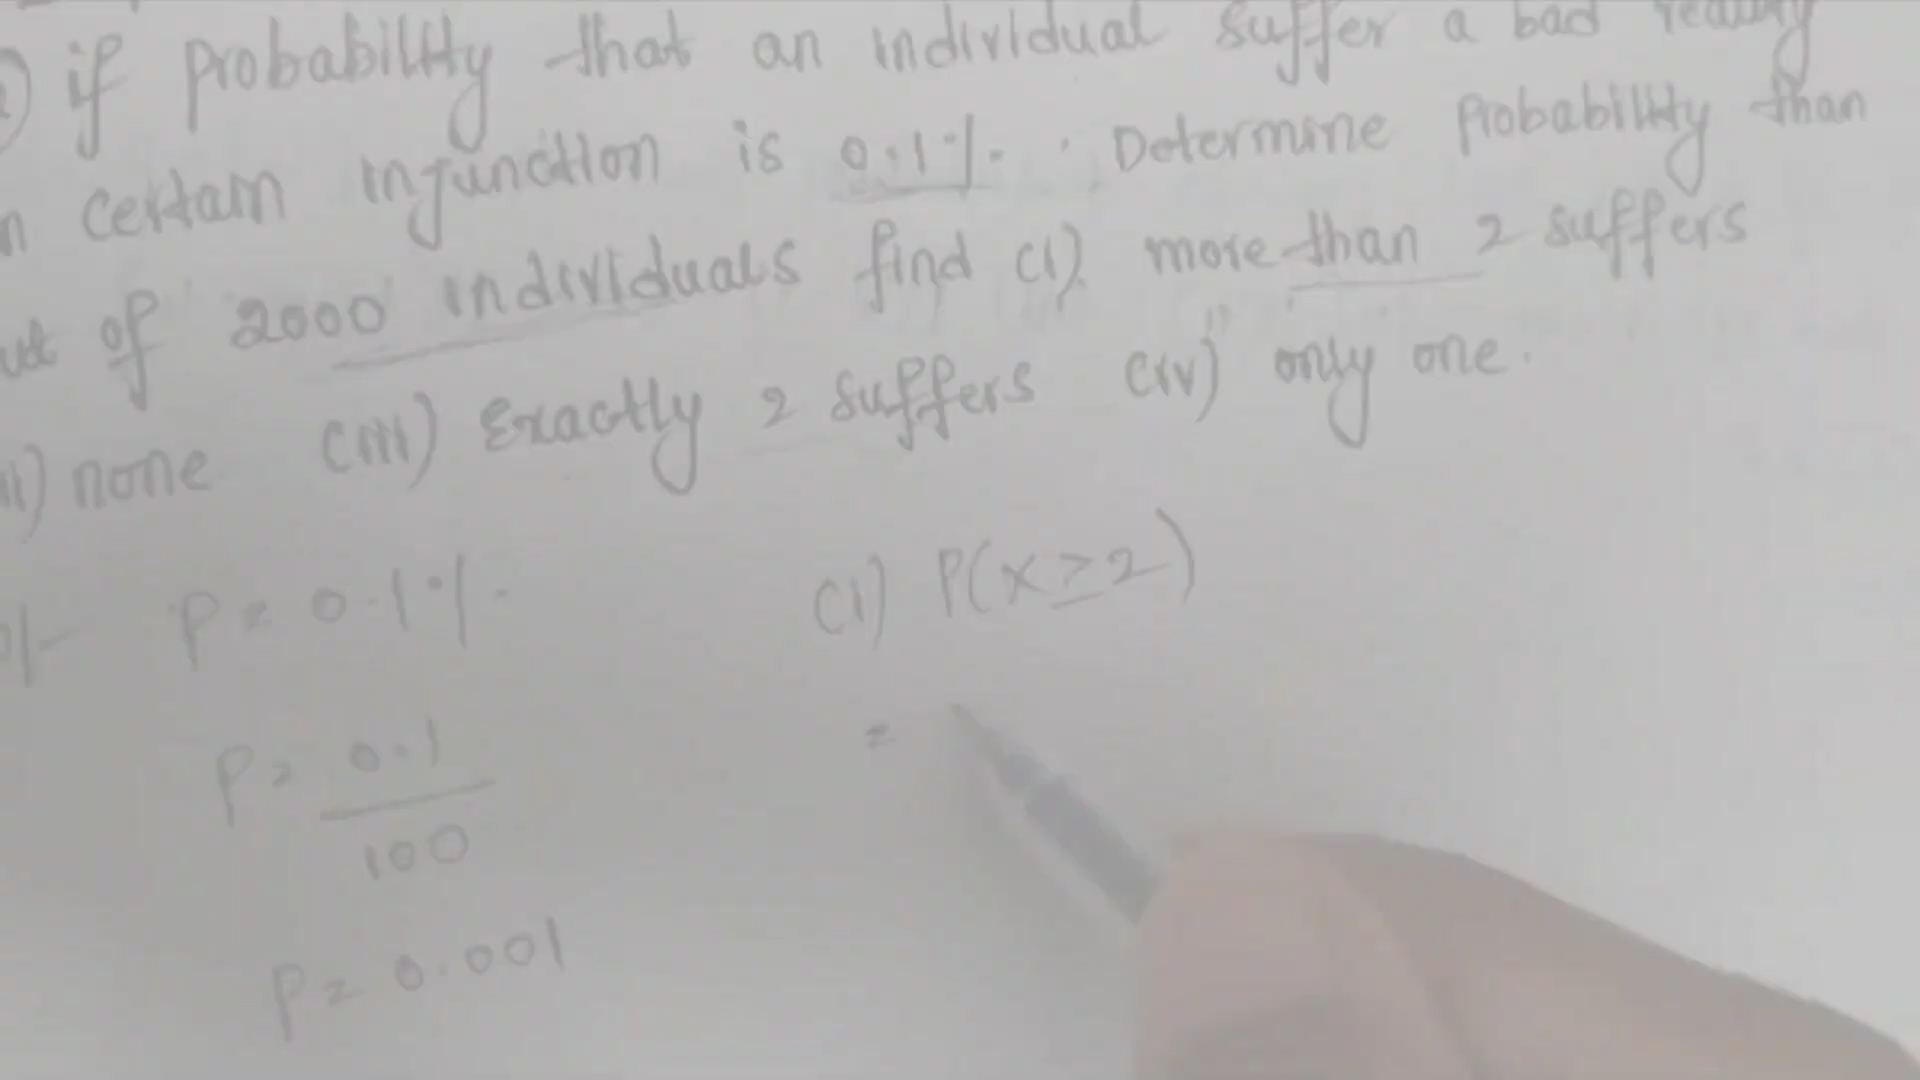 if probability that an individual suffer a bad
certain injunction is 0.1%. Determine probability than
of 2000 individuals find (i) more than 2 suffers
none (iii) Exactly 2 suffers (iv) only one.
P = 0.1%. (i) P(x≥2)
P = 0.1 =
100
P = 0.001